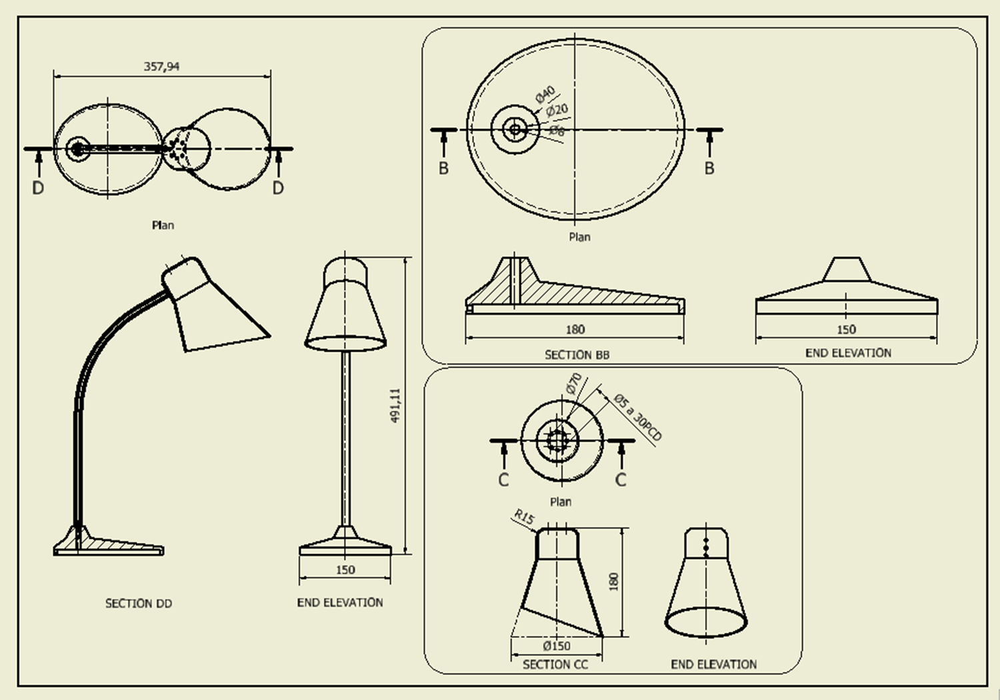 357,94
D
D
Plan
491,11
150
SECTION DD
END ELEVATION
Ø40
Ø20
Ø8
B
B
Plan
180
150
SECTION BB
END ELEVATION
Ø70
Ø5 a 30PCD
C
C
Plan
R15
180
Ø150
SECTION CC
END ELEVATION